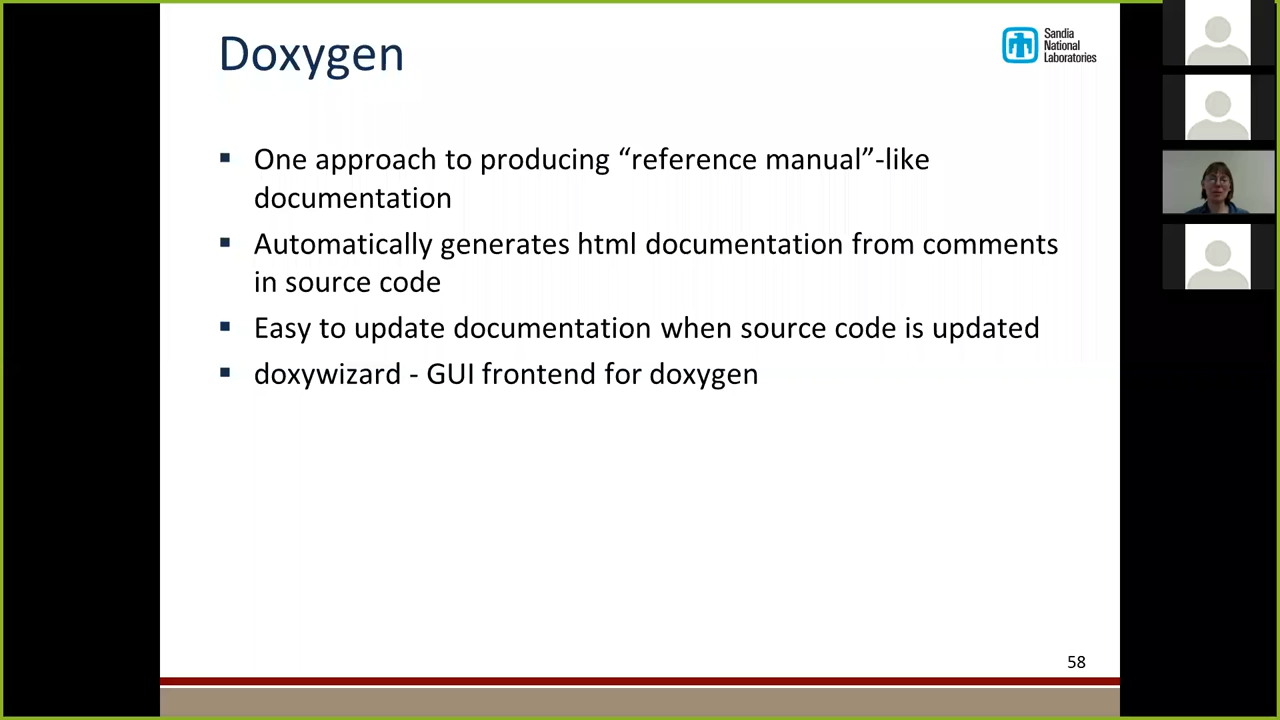 Doxygen
Sandia
National
Laboratories
▪ One approach to producing “reference manual”-like
documentation
▪ Automatically generates html documentation from comments
in source code
▪ Easy to update documentation when source code is updated
▪ doxywizard - GUI frontend for doxygen
58